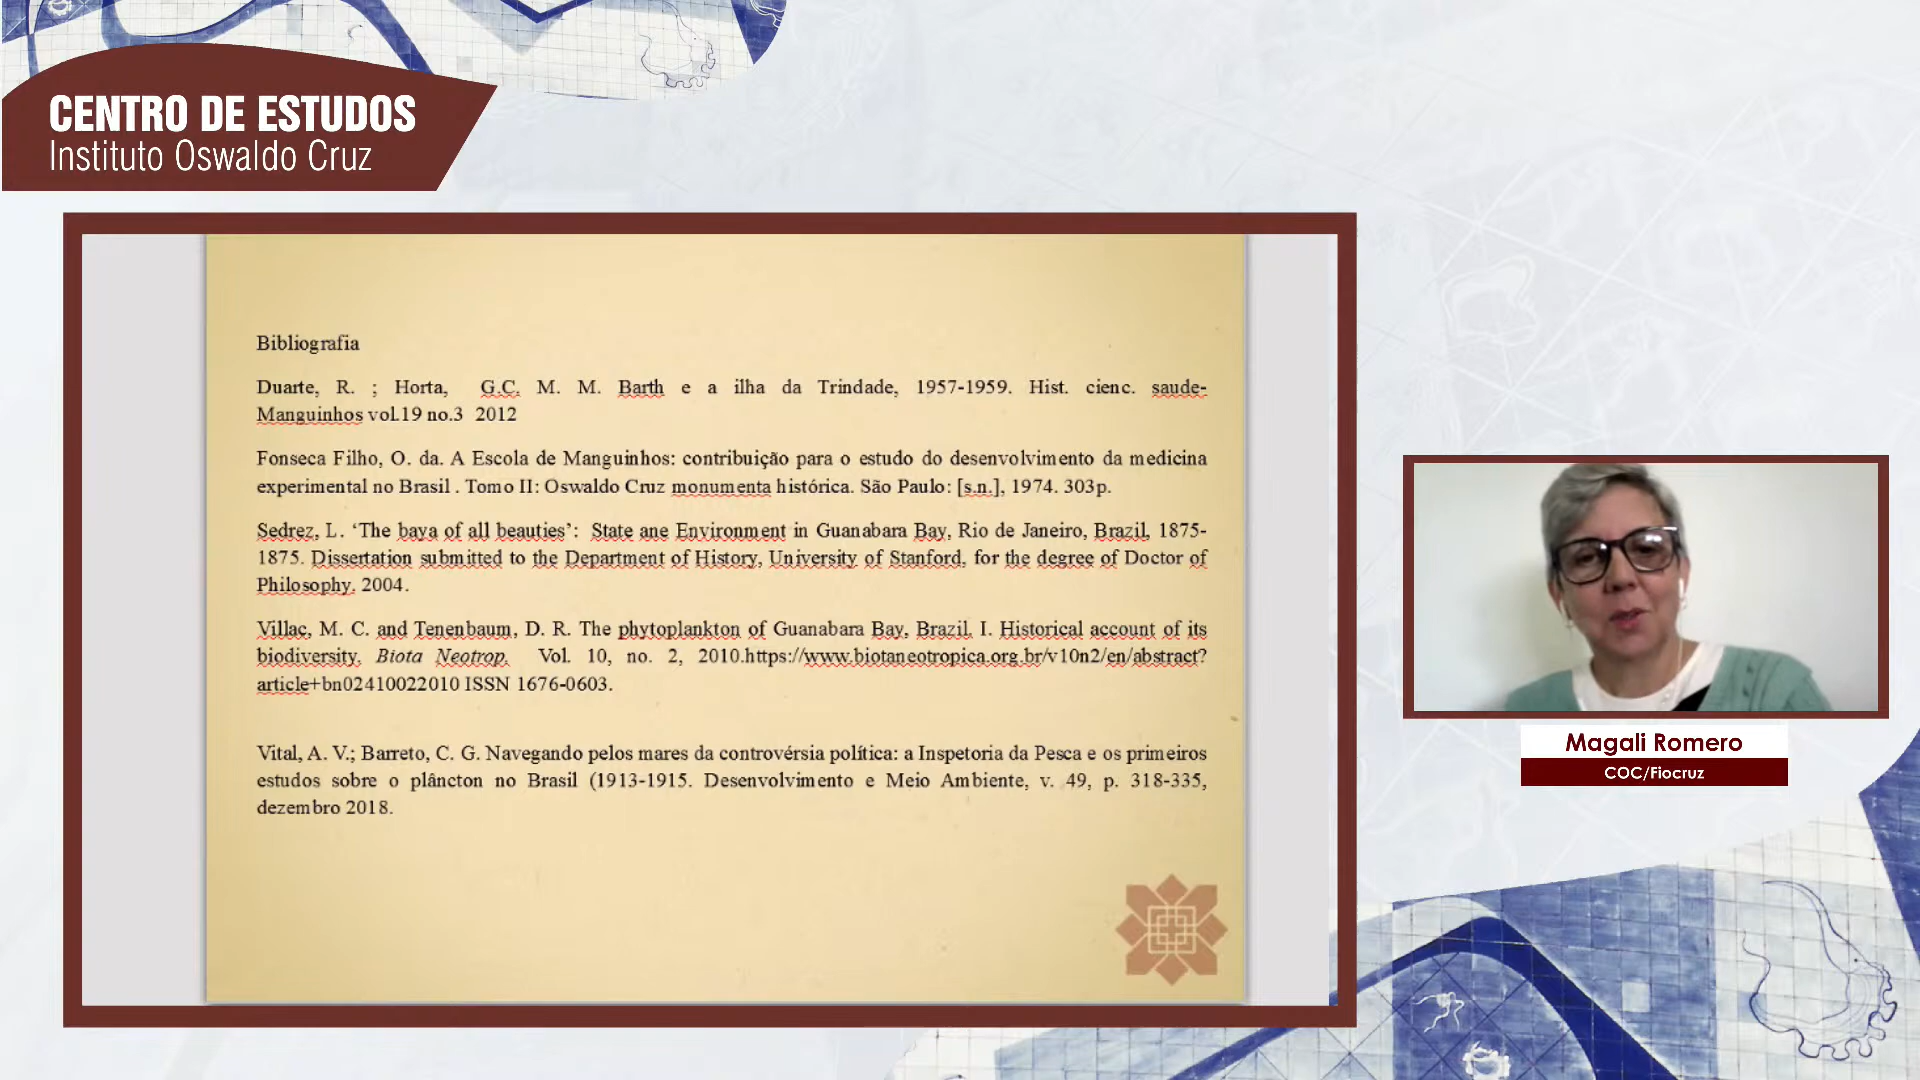 CENTRO DE ESTUDOS
Instituto Oswaldo Cruz
Bibliografia
Duarte, R. ; Horta, G.C. M. M. Barth e a ilha da Trindade, 1957-1959. Hist. cienc. saude-
Manguinhos vol.19 no.3 2012
Fonseca Filho, O. da. A Escola de Manguinhos: contribuição para o estudo do desenvolvimento da medicina
experimental no Brasil . Tomo II: Oswaldo Cruz monumenta histórica. São Paulo: [s.n.], 1974. 303p.
Sedrez, L. ‘The baya of all beauties’: State ane Environment in Guanabara Bay, Rio de Janeiro, Brazil, 1875-
1875. Dissertation submitted to the Department of History, University of Stanford, for the degree of Doctor of
Philosophy. 2004.
Villac, M. C. and Tenenbaum, D. R. The phytoplankton of Guanabara Bay, Brazil. I. Historical account of its
biodiversity. Biota Neotrop. Vol. 10, no. 2, 2010.https://www.biotaneotropica.org.br/v10n2/en/abstract?
article+bn02410022010 ISSN 1676-0603.
Vital, A. V.; Barreto, C. G. Navegando pelos mares da controvérsia política: a Inspetoria da Pesca e os primeiros
estudos sobre o plâncton no Brasil (1913-1915. Desenvolvimento e Meio Ambiente, v. 49, p. 318-335,
dezembro 2018.
Magali Romero
COC/Fiocruz